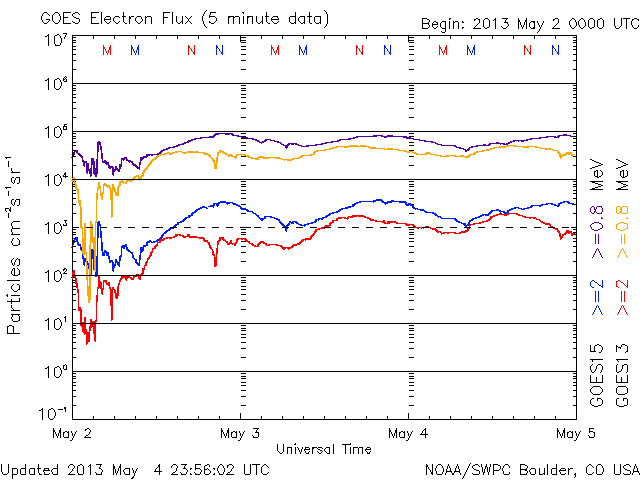 GOES Electron Flux (5 minute data)
Begin: 2013 May 2 0000 UTC
10⁷
M M N N M M N N M M N N
10⁶
10⁵
10⁴
10³
10²
10¹
10⁰
10⁻¹
Particles cm⁻²s⁻¹sr⁻¹
May 2 May 3 May 4 May 5
Universal Time
GOES15 >=2 >=0.8 MeV
GOES13 >=2 >=0.8 MeV
Updated 2013 May 4 23:56:02 UTC
NOAA/SWPC Boulder, CO USA